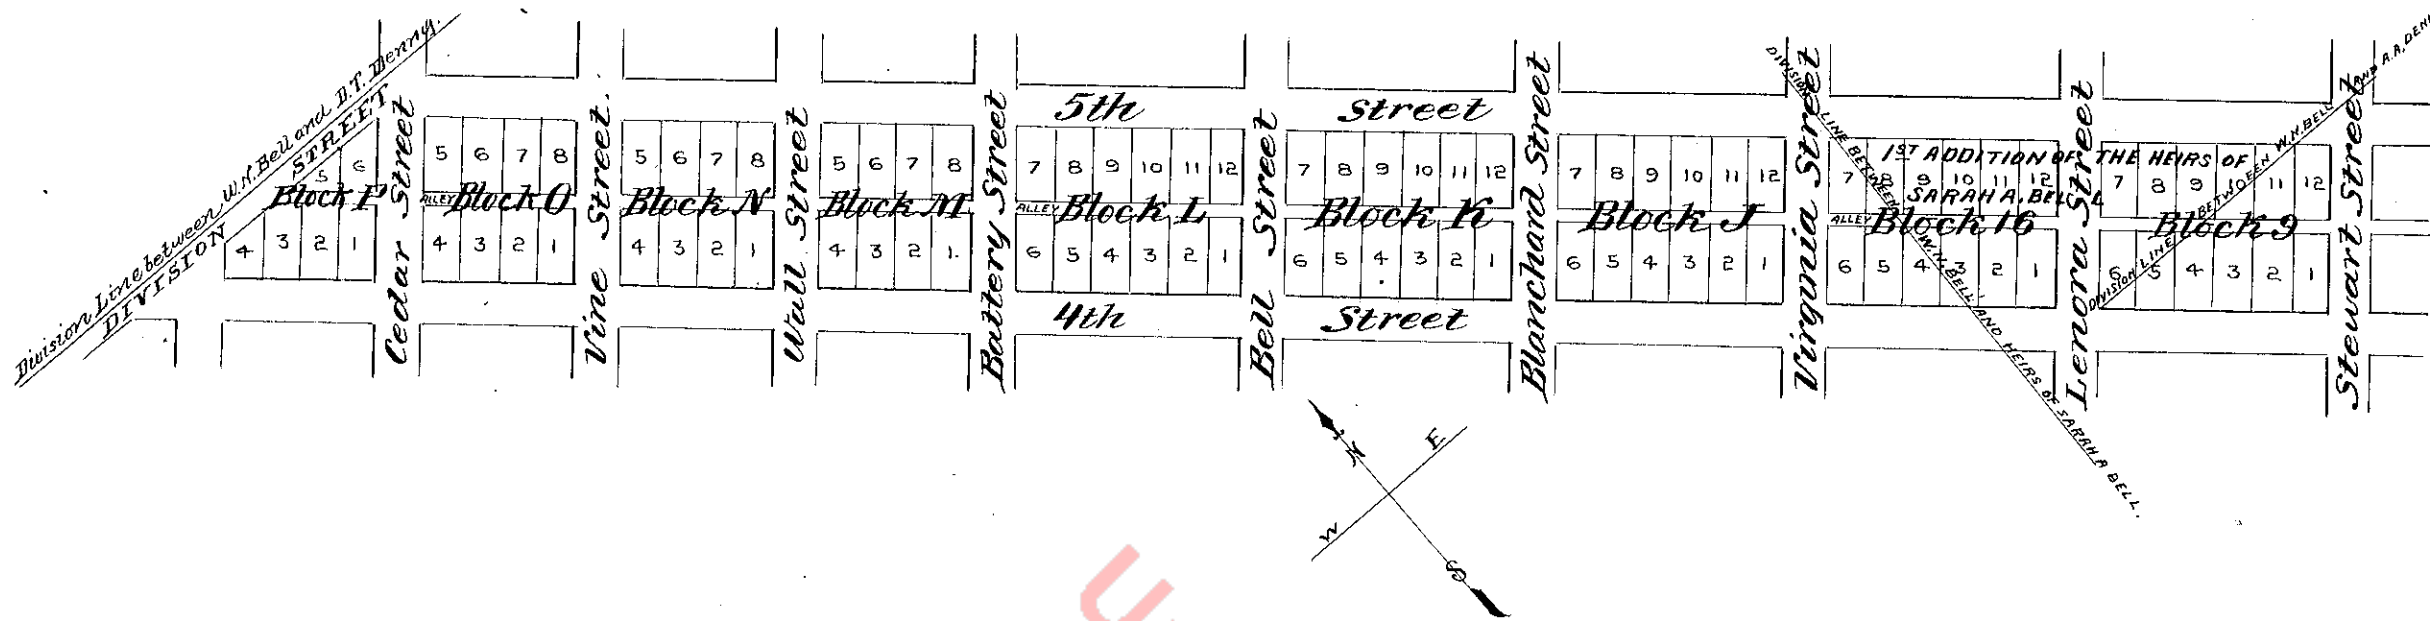 Division Line between W.N. Bell and D.T. Denny.
DIVISION STREET
Cedar Street
Vine Street.
Wall Street
Battery Street
Bell Street
Blanchard Street
Virginia Street
Lenora Street
Stewart Street
5th Street
5 6
Block P
4 3 2 1
5 6 7 8
ALLEY Block O
4 3 2 1
5 6 7 8
Block N
4 3 2 1
5 6 7 8
Block M
4 3 2 1.
7 8 9 10 11 12
ALLEY Block L
6 5 4 3 2 1
7 8 9 10 11 12
Block K
6 5 4 3 2 1
7 8 9 10 11 12
Block J
6 5 4 3 2 1
1ST ADDITION OF THE HEIRS OF
SARAH A. BELL
7 8 9 10 11 12
ALLEY Block 16
6 5 4 3 2 1
7 8 9 10 11 12
Block 9
6 5 4 3 2 1
DIVISION LINE BETWEEN W.N. BELL AND HEIRS OF SARAH A BELL.
DIVISION LINE BETWEEN W.N. BELL AND A.A. DEN
4th Street
N
E
W
S
U